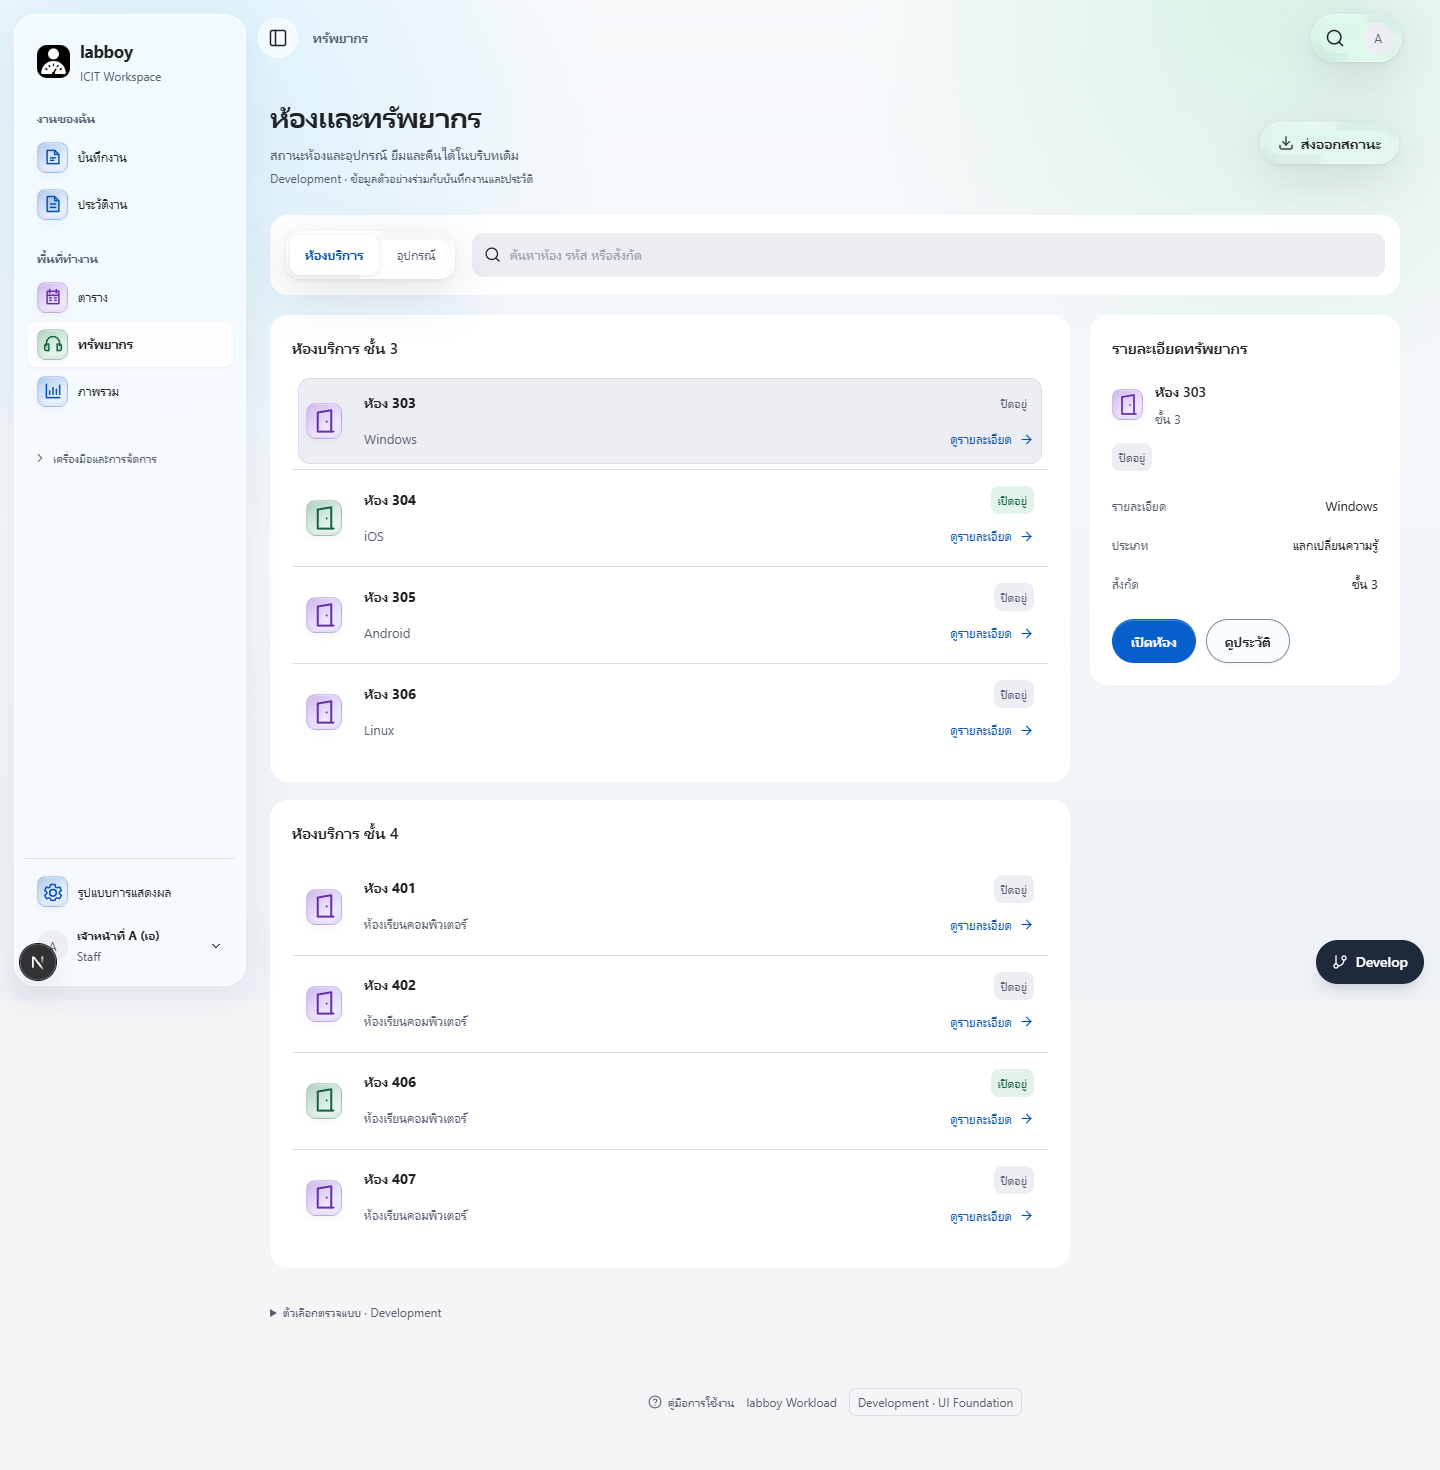 labboy
ICIT Workspace
งานของฉัน
บันทึกงาน
ประวัติงาน
พื้นที่ทำงาน
ตาราง
ทรัพยากร
ภาพรวม
เครื่องมือและการจัดการ
รูปแบบการแสดงผล
A
เจ้าหน้าที่ A (เอ)
Staff
N
ทรัพยากร
A
ห้องและทรัพยากร
สถานะห้องและอุปกรณ์ ยืมและคืนได้ในบริบทเดิม
Development · ข้อมูลตัวอย่างร่วมกับบันทึกงานและประวัติ
ส่งออกสถานะ
ห้องบริการ
อุปกรณ์
ค้นหาห้อง รหัส หรือสังกัด
ห้องบริการ ชั้น 3
ห้อง 303
ปิดอยู่
Windows
ดูรายละเอียด
ห้อง 304
เปิดอยู่
iOS
ดูรายละเอียด
ห้อง 305
ปิดอยู่
Android
ดูรายละเอียด
ห้อง 306
ปิดอยู่
Linux
ดูรายละเอียด
ห้องบริการ ชั้น 4
ห้อง 401
ปิดอยู่
ห้องเรียนคอมพิวเตอร์
ดูรายละเอียด
ห้อง 402
ปิดอยู่
ห้องเรียนคอมพิวเตอร์
ดูรายละเอียด
ห้อง 406
เปิดอยู่
ห้องเรียนคอมพิวเตอร์
ดูรายละเอียด
ห้อง 407
ปิดอยู่
ห้องเรียนคอมพิวเตอร์
ดูรายละเอียด
รายละเอียดทรัพยากร
ห้อง 303
ชั้น 3
ปิดอยู่
รายละเอียด Windows
ประเภท แลกเปลี่ยนความรู้
สังกัด ชั้น 3
เปิดห้อง
ดูประวัติ
Develop
ตัวเลือกตรวจแบบ · Development
คู่มือการใช้งาน
labboy Workload
Development · UI Foundation